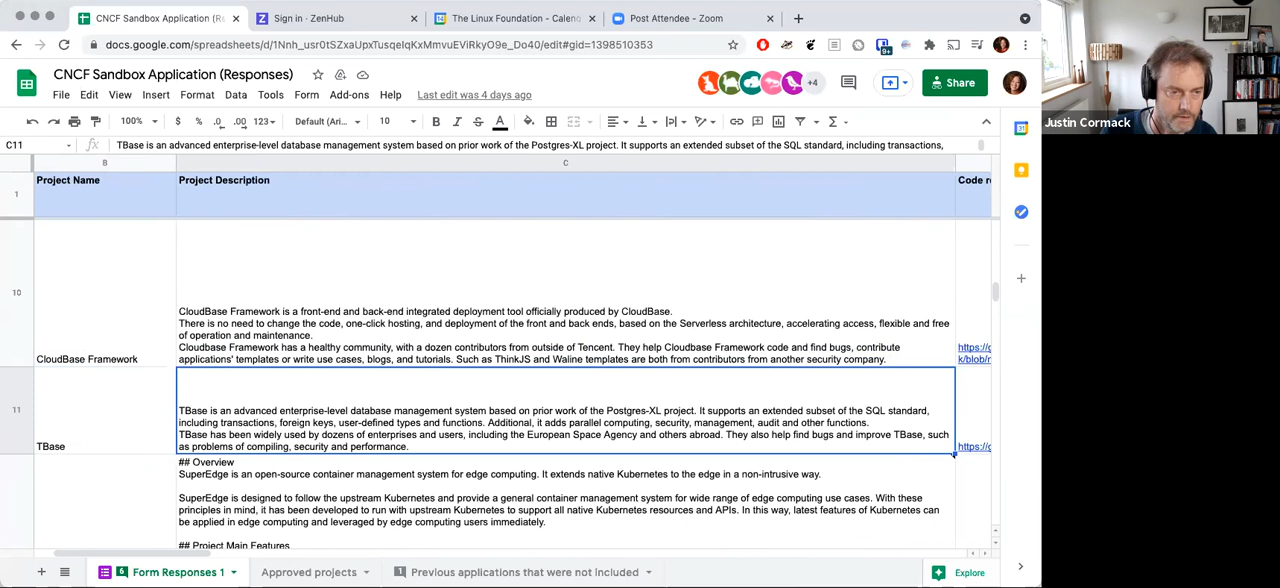 CNCF Sandbox Application (Res
Sign in · ZenHub
The Linux Foundation - Calenc
Post Attendee - Zoom
docs.google.com/spreadsheets/d/1Nnh_usr0tSZxaUpxTusqeIqKxMmvuEViRkyO9e_Do40/edit#gid=1398510353
9+
CNCF Sandbox Application (Responses)
+4
Share
File Edit View Insert Format Data Tools Form Add-ons Help Last edit was 4 days ago
100% $ % .0 .00 123 Default (Ari... 10 B I S A
C11 fx TBase is an advanced enterprise-level database management system based on prior work of the Postgres-XL project. It supports an extended subset of the SQL standard, including transactions,
B C
1 Project Name Project Description Code re
10
CloudBase Framework is a front-end and back-end integrated deployment tool officially produced by CloudBase.
There is no need to change the code, one-click hosting, and deployment of the front and back ends, based on the Serverless architecture, accelerating access, flexible and free
of operation and maintenance.
CloudBase Framework has a healthy community, with a dozen contributors from outside of Tencent. They help Cloudbase Framework code and find bugs, contribute
https://g
CloudBase Framework applications' templates or write use cases, blogs, and tutorials. Such as ThinkJS and Waline templates are both from contributors from another security company.
k/blob/r
11
TBase is an advanced enterprise-level database management system based on prior work of the Postgres-XL project. It supports an extended subset of the SQL standard,
including transactions, foreign keys, user-defined types and functions. Additional, it adds parallel computing, security, management, audit and other functions.
TBase has been widely used by dozens of enterprises and users, including the European Space Agency and others abroad. They also help find bugs and improve TBase, such
TBase as problems of compiling, security and performance.
https://g
## Overview
SuperEdge is an open-source container management system for edge computing. It extends native Kubernetes to the edge in a non-intrusive way.
SuperEdge is designed to follow the upstream Kubernetes and provide a general container management system for wide range of edge computing use cases. With these
principles in mind, it has been developed to run with upstream Kubernetes to support all native Kubernetes resources and APIs. In this way, latest features of Kubernetes can
be applied in edge computing and leveraged by edge computing users immediately.
## Project Main Features
6 Form Responses 1 Approved projects 1 Previous applications that were not included Explore
Justin Cormack